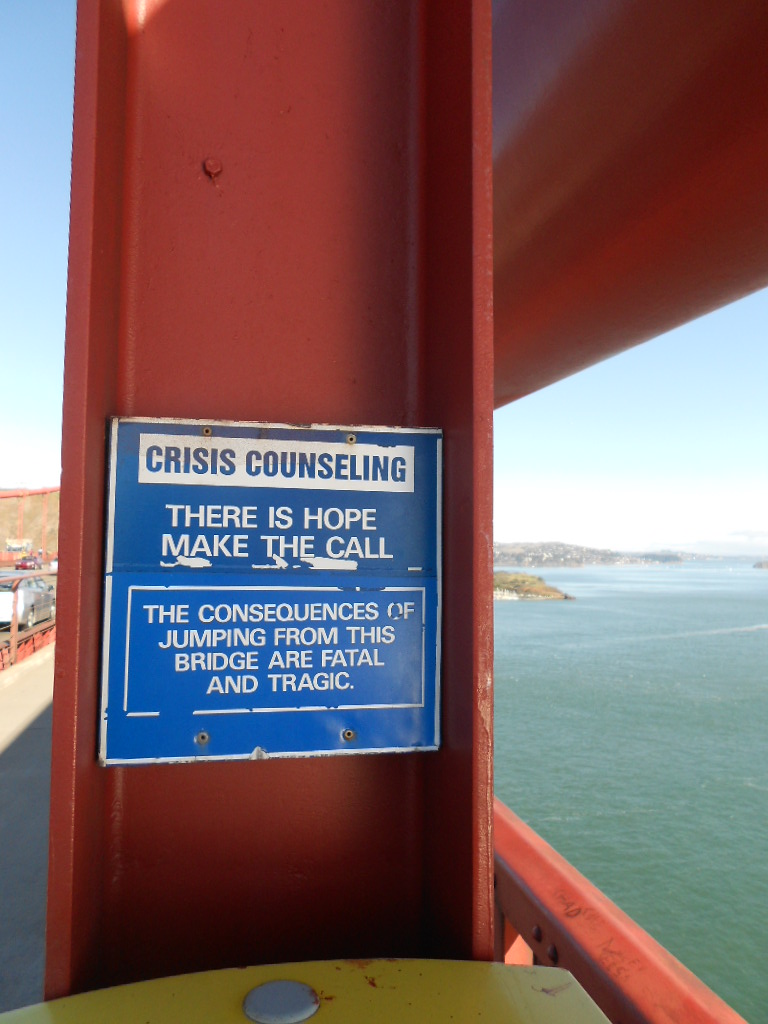 CRISIS COUNSELING
THERE IS HOPE
MAKE THE CALL
THE CONSEQUENCES OF
JUMPING FROM THIS
BRIDGE ARE FATAL
AND TRAGIC.